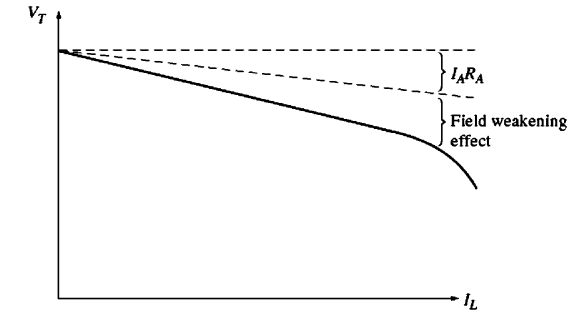 V_T
I_A R_A
Field weakening
effect
I_L